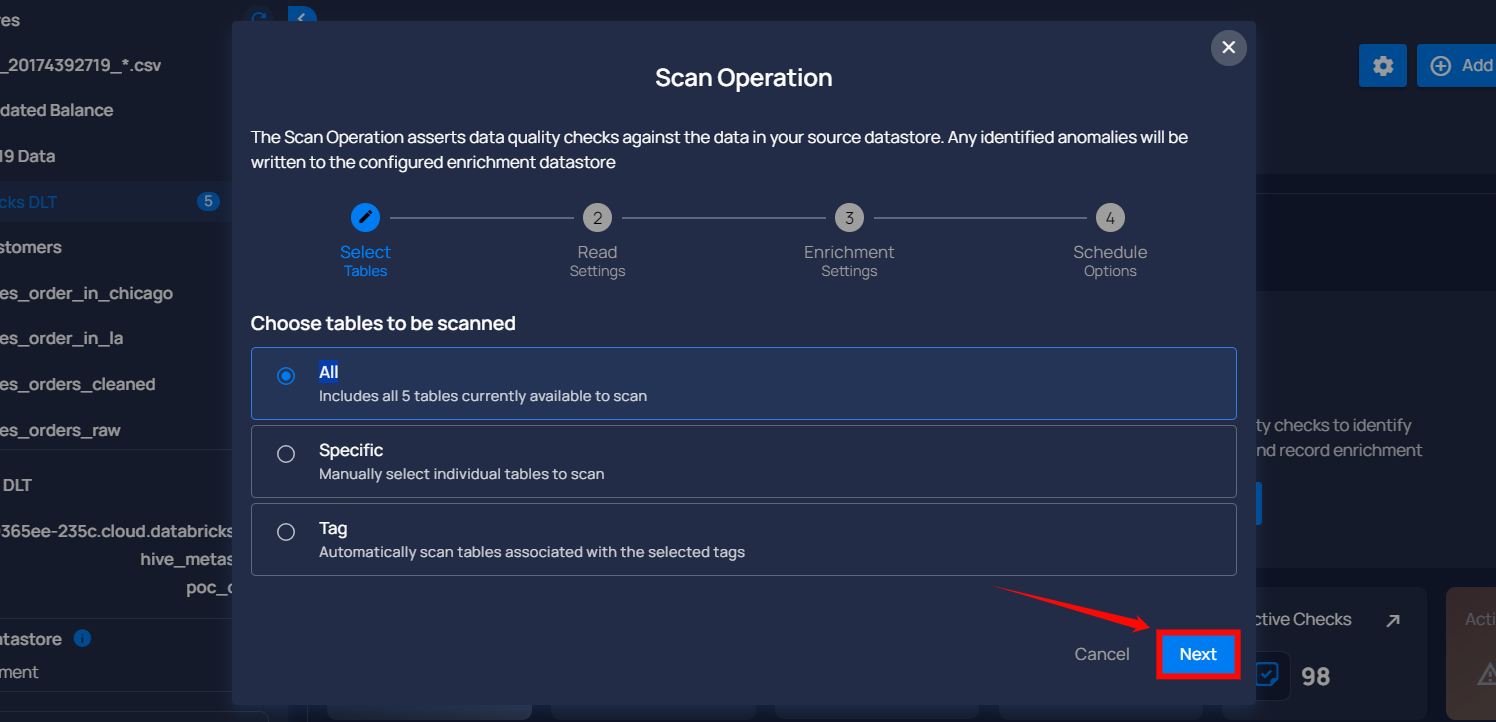 es
_20174392719_*.csv
dated Balance
19 Data
cks DLT
5
stomers
es_order_in_chicago
es_order_in_la
es_orders_cleaned
es_orders_raw
DLT
365ee-235c.cloud.databricks
hive_metas
poc_
tastore
ment
Scan Operation
Add
The Scan Operation asserts data quality checks against the data in your source datastore. Any identified anomalies will be
written to the configured enrichment datastore
2
3
4
Select
Tables
Read
Settings
Enrichment
Settings
Schedule
Options
Choose tables to be scanned
All
Includes all 5 tables currently available to scan
Specific
Manually select individual tables to scan
Tag
Automatically scan tables associated with the selected tags
Cancel
Next
ty checks to identify
nd record enrichment
ctive Checks
98
Acti